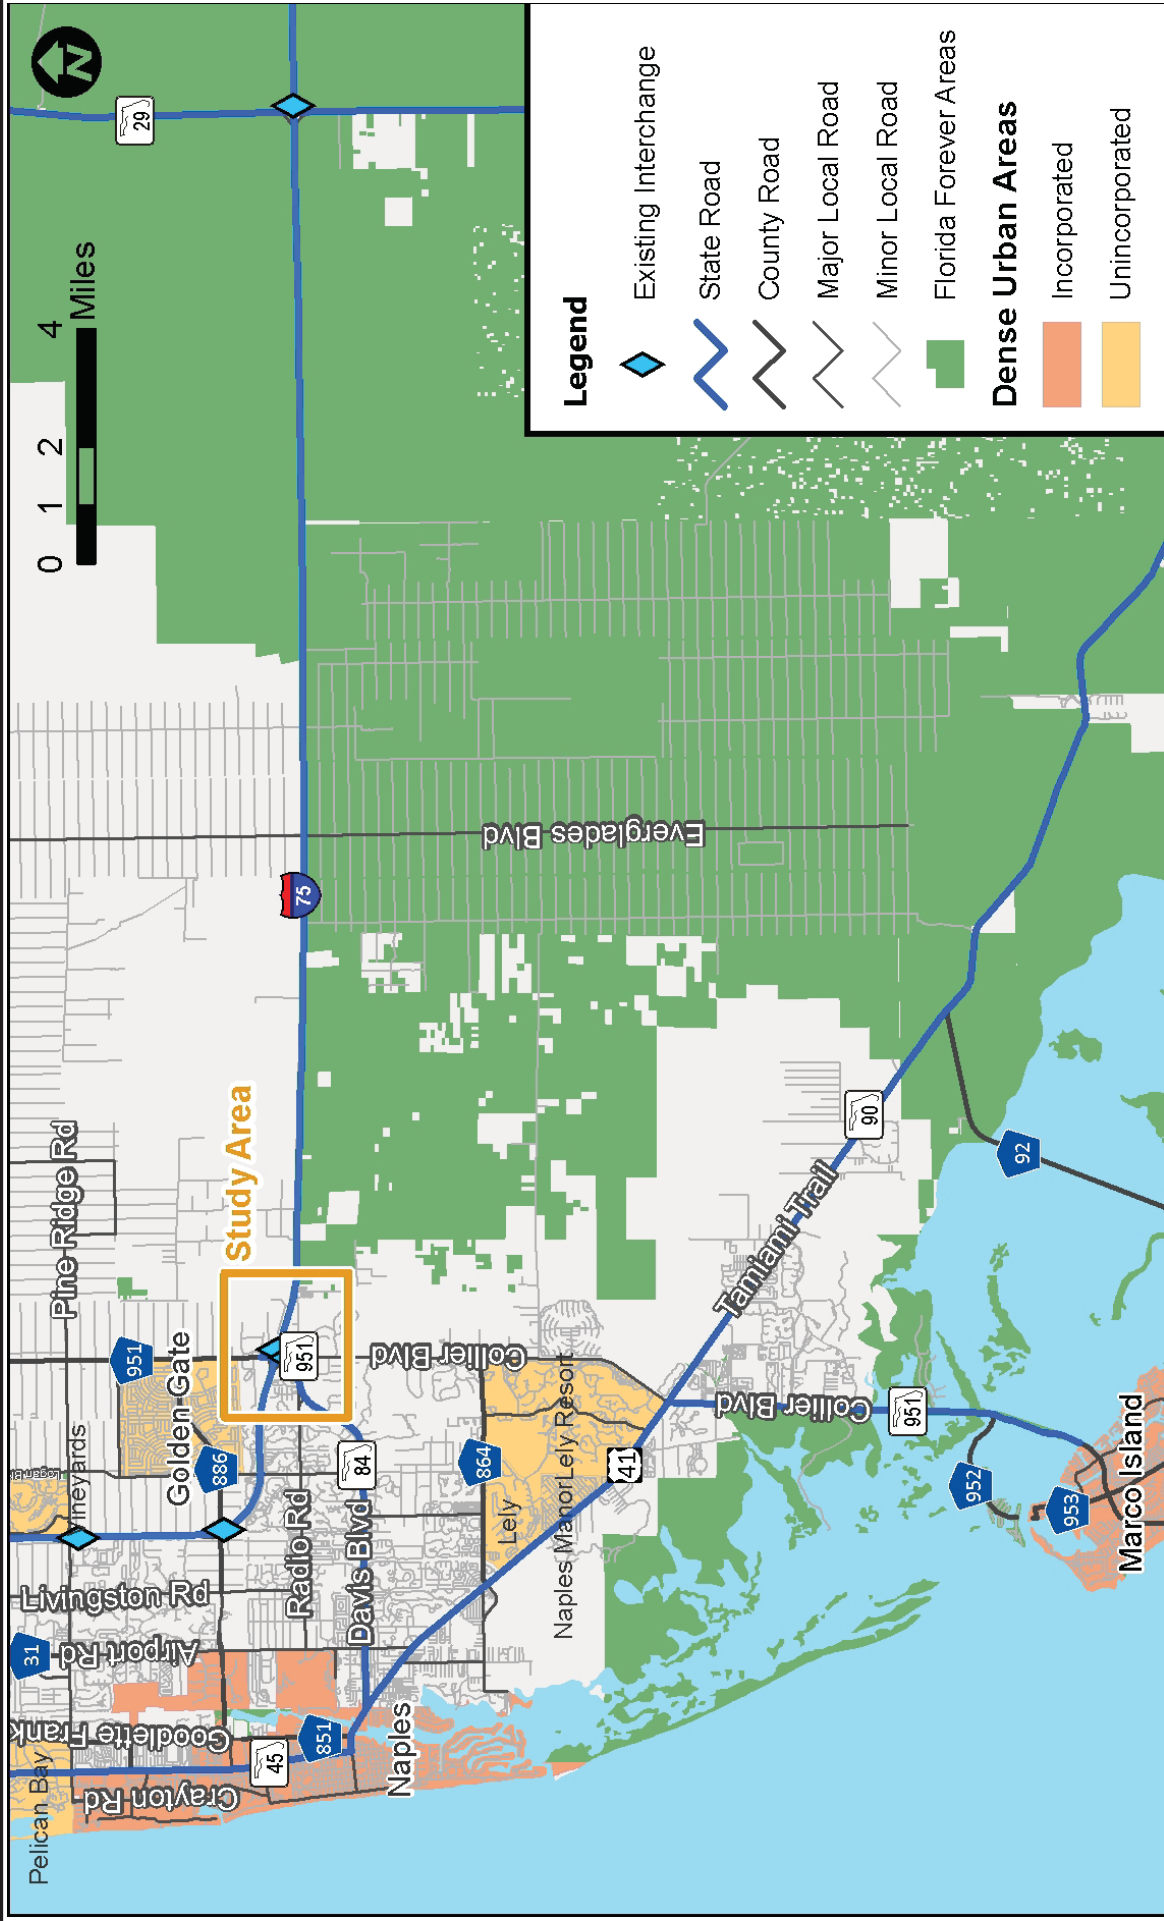 N
0 1 2 4
Miles
29
75
Study Area
Pine Ridge Rd
951
Golden Gate
886
Vineyards
Logan Bl
Livingston Rd
31
Airport Rd
Goodlette Frank
Pelican Bay
Crayton Rd
45
851
Naples
Radio Rd
Davis Blvd
84
951
Collier Blvd
Collier Blvd
864
Lely
Naples Manor
Lely Resort
41
Everglades Blvd
Tamiami Trail
90
92
Collier Blvd
951
952
953
Marco Island
Legend
Existing Interchange
State Road
County Road
Major Local Road
Minor Local Road
Florida Forever Areas
Dense Urban Areas
Incorporated
Unincorporated